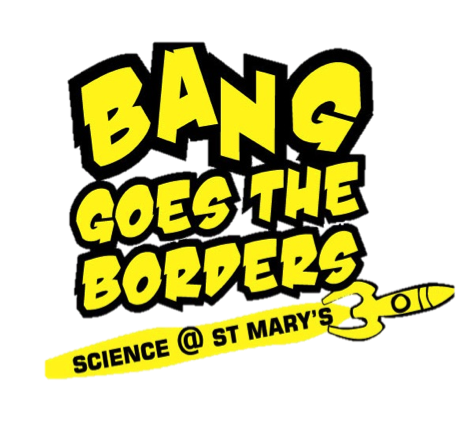 BANG
GOES THE
BORDERS
SCIENCE @ ST MARY'S